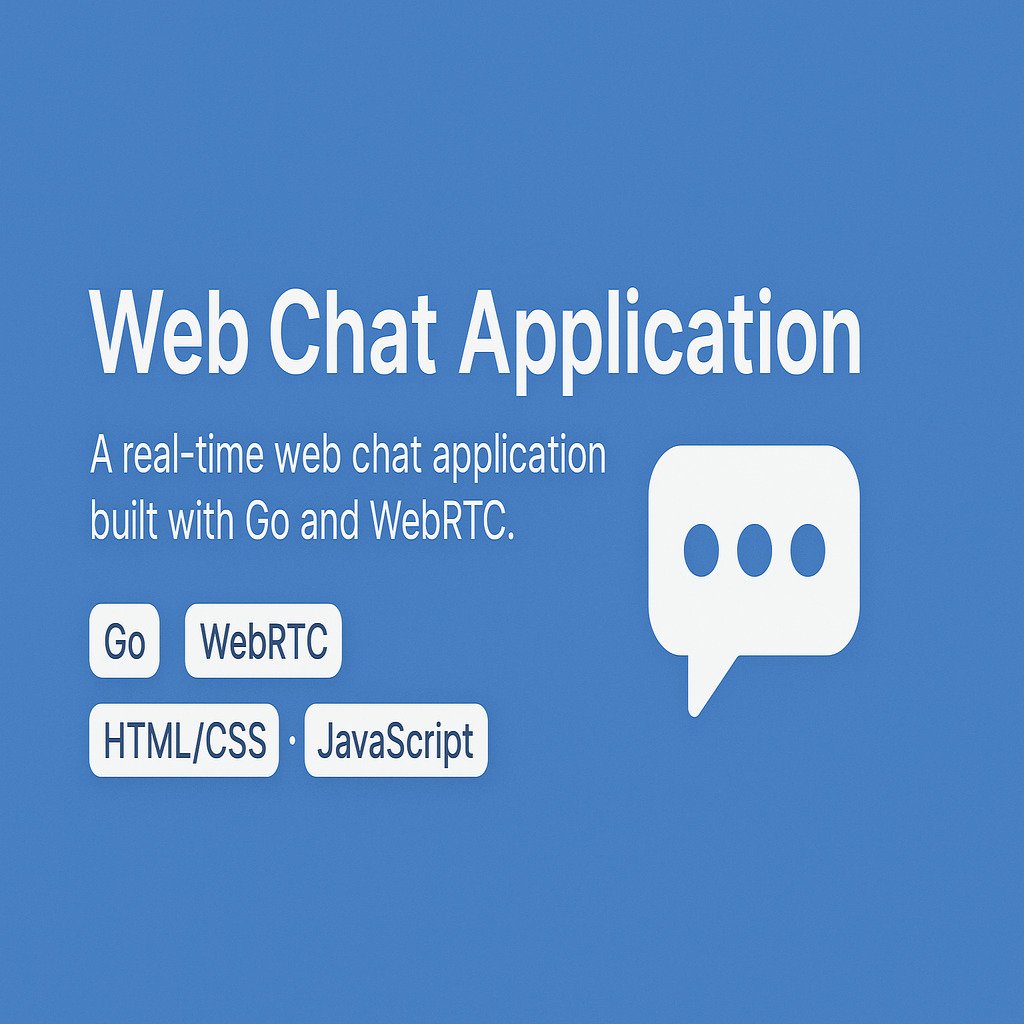 Web Chat Application
A real-time web chat application
built with Go and WebRTC.
Go WebRTC
HTML/CSS · JavaScript